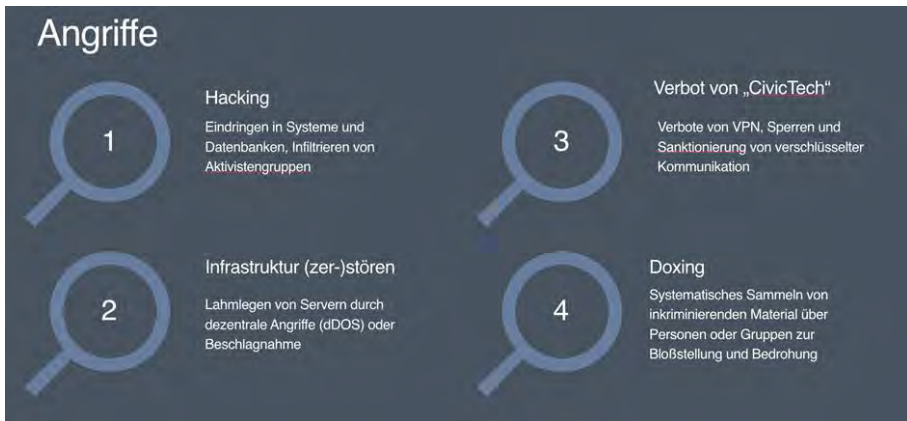 Angriffe
1
Hacking
Eindringen in Systeme und
Datenbanken, Infiltrieren von
Aktivistengruppen
2
Infrastruktur (zer-)stören
Lahmlegen von Servern durch
dezentrale Angriffe (dDOS) oder
Beschlagnahme
3
Verbot von „CivicTech“
Verbote von VPN, Sperren und
Sanktionierung von verschlüsselter
Kommunikation
4
Doxing
Systematisches Sammeln von
inkriminierenden Material über
Personen oder Gruppen zur
Bloßstellung und Bedrohung